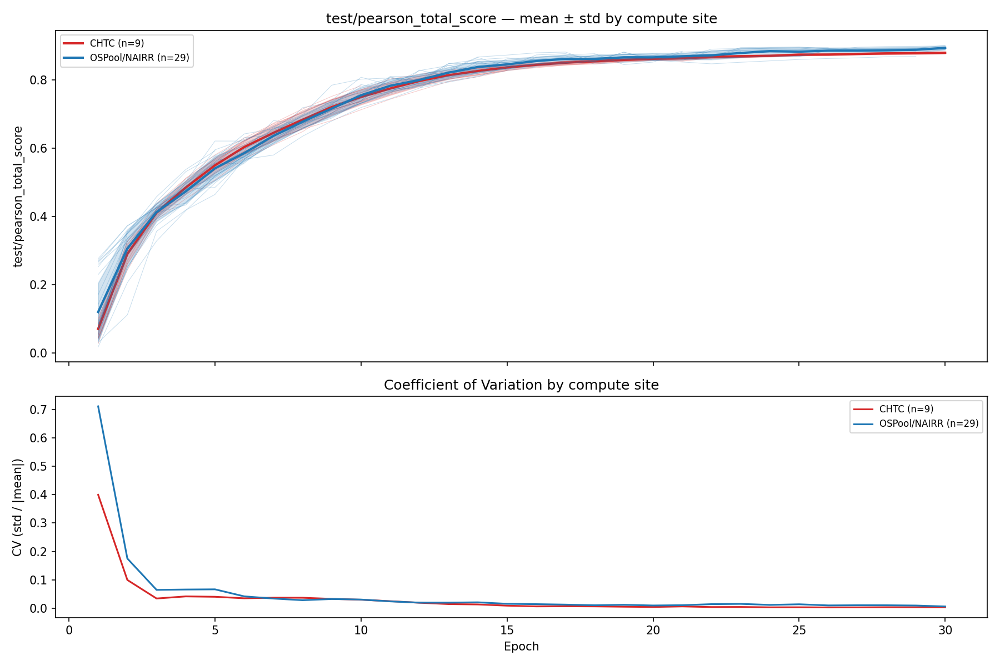 test/pearson_total_score — mean ± std by compute site
CHTC (n=9)
OSPool/NAIRR (n=29)
test/pearson_total_score
0.8
0.6
0.4
0.2
0.0
Coefficient of Variation by compute site
CHTC (n=9)
OSPool/NAIRR (n=29)
CV (std / |mean|)
0.7
0.6
0.5
0.4
0.3
0.2
0.1
0.0
0 5 10 15 20 25 30
Epoch